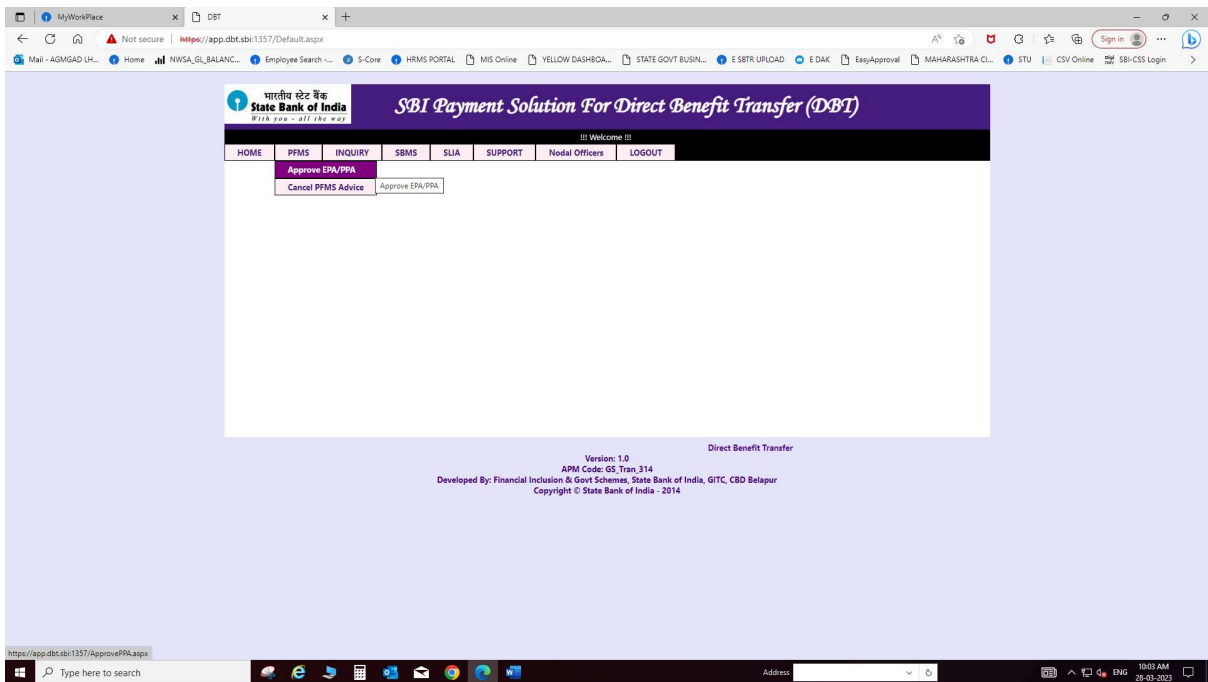 MyWorkPlace
DBT
Not secure https://app.dbt.sbi:1357/Default.aspx
Sign in
Mail - AGMGAD LH... Home NWSA_GL_BALANC... Employee Search -... S-Core HRMS PORTAL MIS Online YELLOW DASHBOA... STATE GOVT BUSIN... E SBTR UPLOAD E DAK EasyApproval MAHARASHTRA CI... STU CSV Online SBI-CSS Login
भारतीय स्टेट बैंक
State Bank of India
With you - all the way
SBI Payment Solution For Direct Benefit Transfer (DBT)
!!! Welcome !!!
HOME PFMS INQUIRY SBMS SLIA SUPPORT Nodal Officers LOGOUT
Approve EPA/PPA
Cancel PFMS Advice
Approve EPA/PPA
Direct Benefit Transfer
Version: 1.0
APM Code: GS_Tran_314
Developed By: Financial Inclusion & Govt Schemes, State Bank of India, GITC, CBD Belapur
Copyright © State Bank of India - 2014
https://app.dbt.sbi:1357/ApprovePPA.aspx
Type here to search
Address
ENG
10:03 AM
28-03-2023